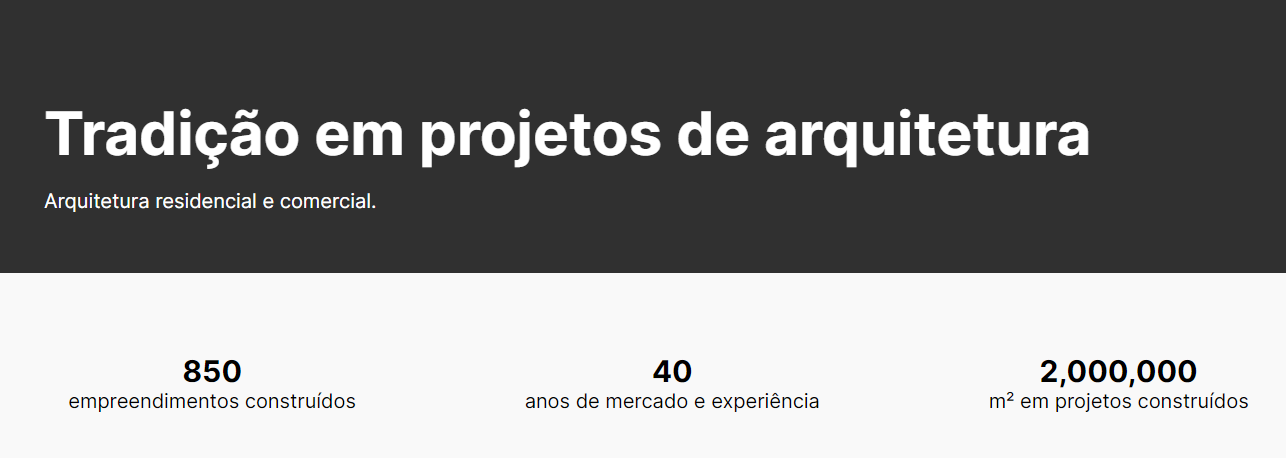 Tradição em projetos de arquitetura
Arquitetura residencial e comercial.
850
empreendimentos construídos
40
anos de mercado e experiência
2,000,000
m² em projetos construídos